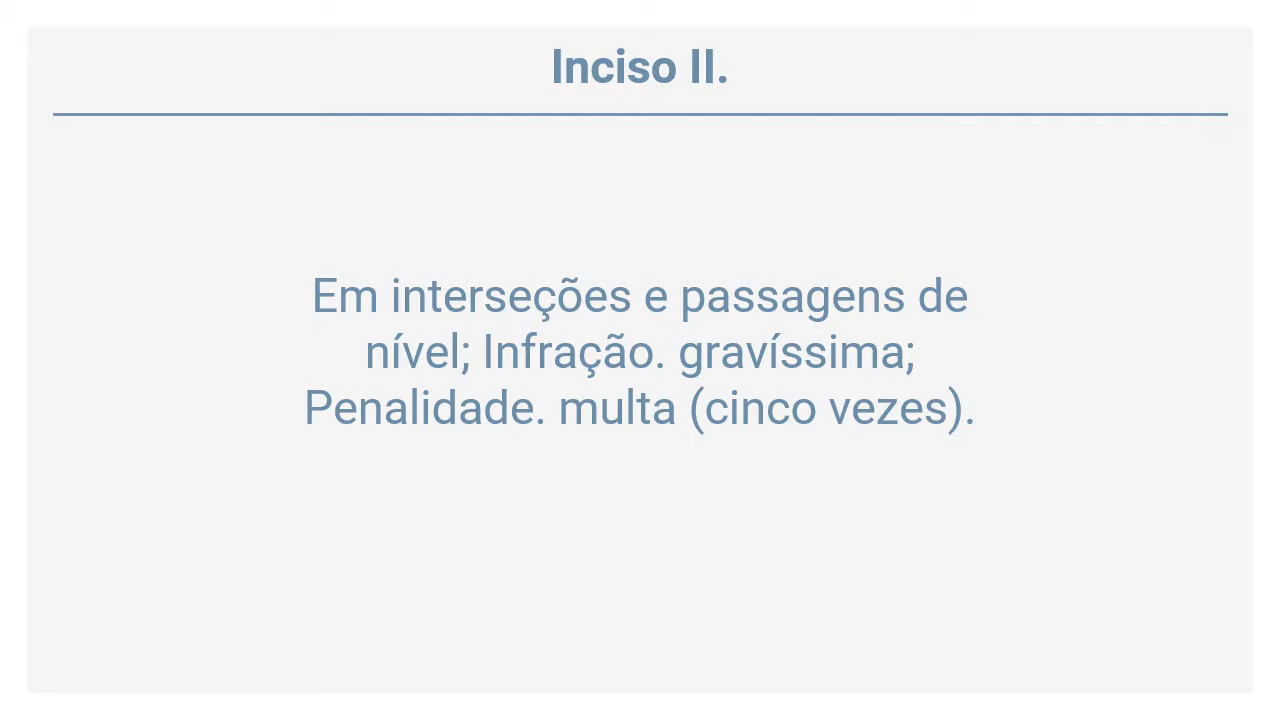 Inciso II.
Em interseções e passagens de
nível; Infração. gravíssima;
Penalidade. multa (cinco vezes).